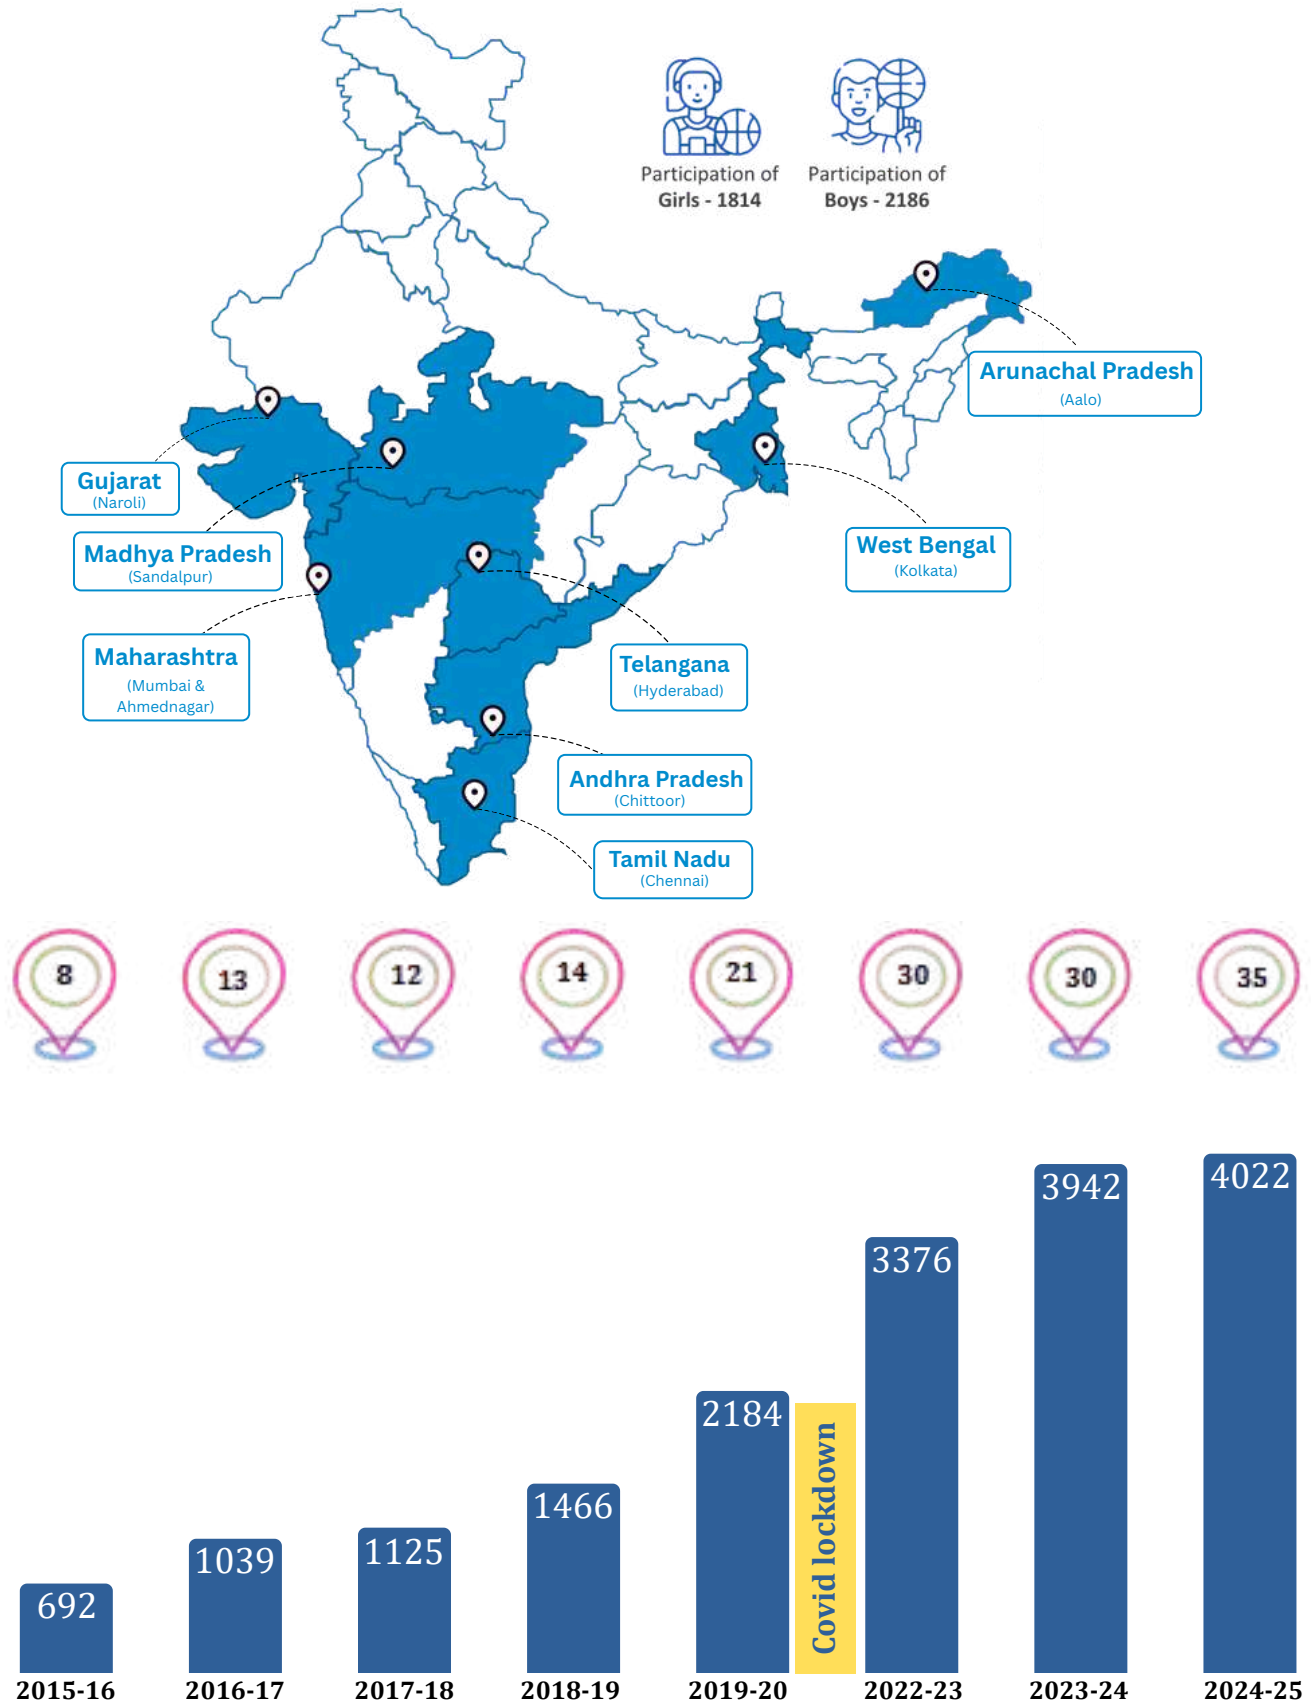 Participation of
Girls - 1814
Participation of
Boys - 2186
Arunachal Pradesh
(Aalo)
Gujarat
(Naroli)
Madhya Pradesh
(Sandalpur)
West Bengal
(Kolkata)
Maharashtra
(Mumbai &
Ahmednagar)
Telangana
(Hyderabad)
Andhra Pradesh
(Chittoor)
Tamil Nadu
(Chennai)
8
13
12
14
21
30
30
35
692
1039
1125
1466
2184
Covid lockdown
3376
3942
4022
2015-16
2016-17
2017-18
2018-19
2019-20
2022-23
2023-24
2024-25